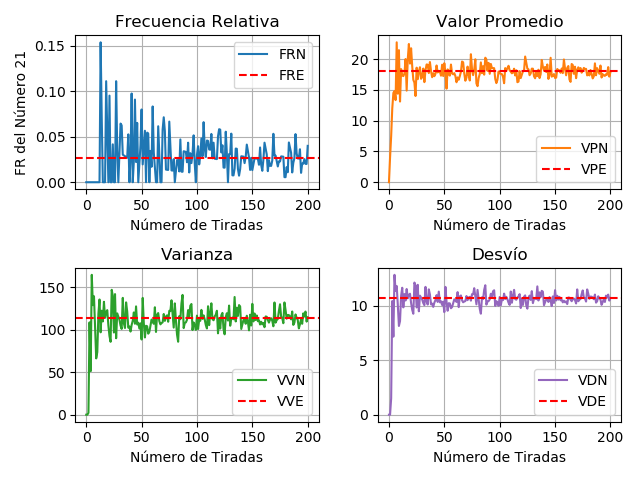 Frecuencia Relativa
FR del Número 21
0.15
0.10
0.05
0.00
0 50 100 150 200
Número de Tiradas
FRN
FRE
Valor Promedio
20
15
10
5
0
0 50 100 150 200
Número de Tiradas
VPN
VPE
Varianza
150
100
50
0
0 50 100 150 200
Número de Tiradas
VVN
VVE
Desvío
10
5
0
0 50 100 150 200
Número de Tiradas
VDN
VDE